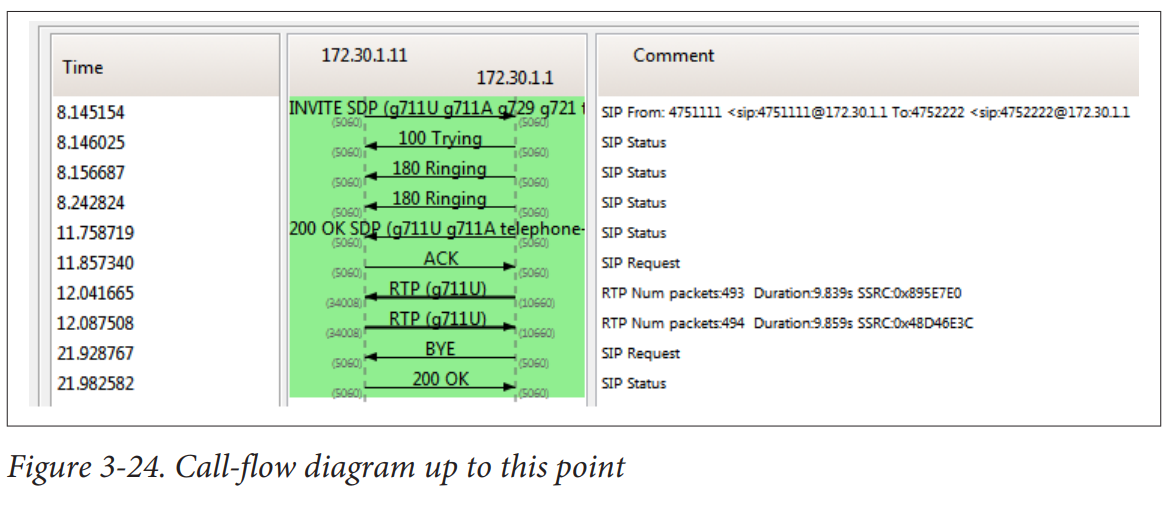 Time 172.30.1.11 172.30.1.1 Comment
8.145154 INVITE SDP (g711U g711A g729 g721 t SIP From: 4751111 <sip:4751111@172.30.1.1 To:4752222 <sip:4752222@172.30.1.1
(5060) (5060)
8.146025 100 Trying SIP Status
(5060) (5060)
8.156687 180 Ringing SIP Status
(5060) (5060)
8.242824 180 Ringing SIP Status
(5060) (5060)
11.758719 200 OK SDP (g711U g711A telephone- SIP Status
(5060) (5060)
11.857340 ACK SIP Request
(5060) (5060)
12.041665 RTP (g711U) RTP Num packets:493 Duration:9.839s SSRC:0x895E7E0
(34008) (10660)
12.087508 RTP (g711U) RTP Num packets:494 Duration:9.859s SSRC:0x48D46E3C
(34008) (10660)
21.928767 BYE SIP Request
(5060) (5060)
21.982582 200 OK SIP Status
(5060) (5060)
Figure 3-24. Call-flow diagram up to this point